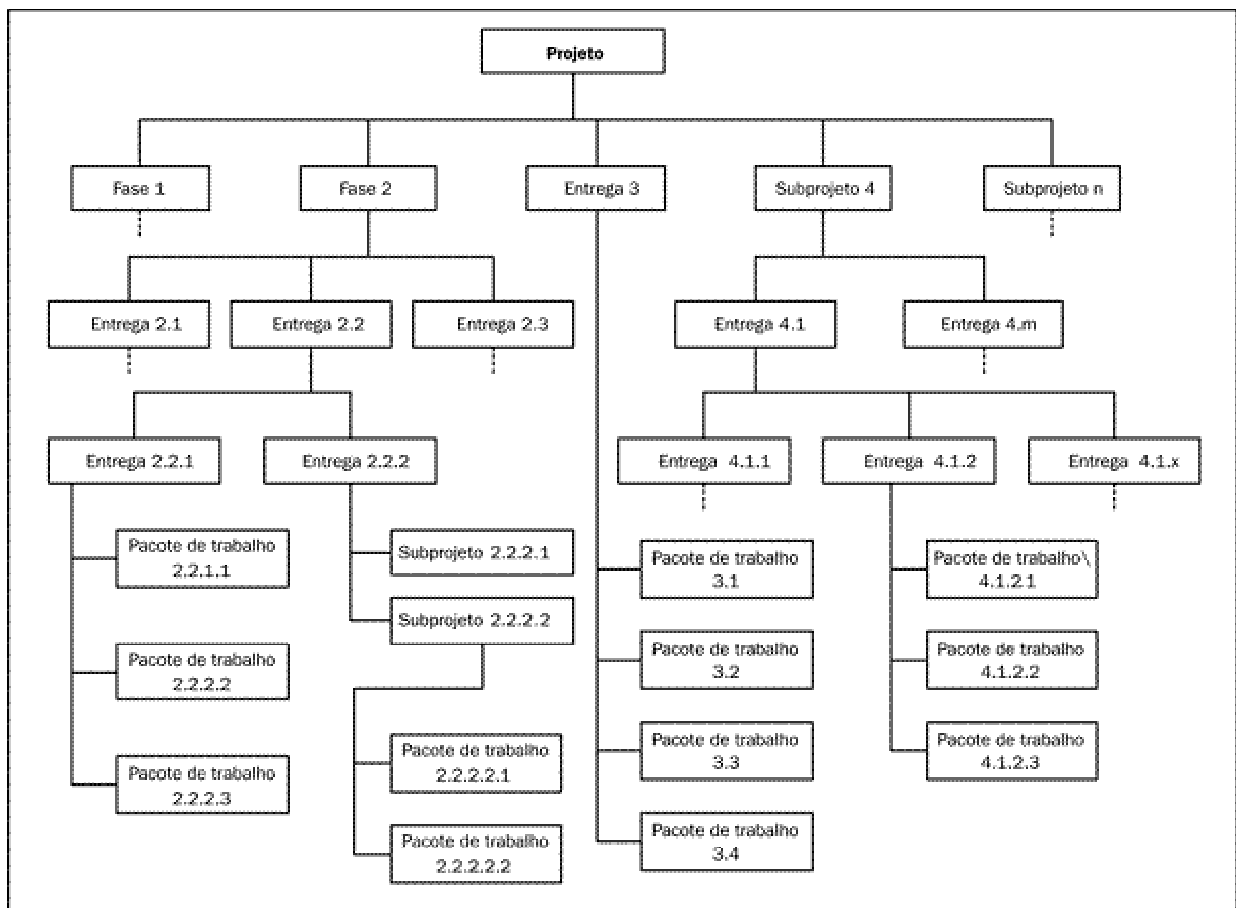 Projeto
Fase 1
Fase 2
Entrega 3
Subprojeto 4
Subprojeto n
Entrega 2.1
Entrega 2.2
Entrega 2.3
Entrega 4.1
Entrega 4.m
Entrega 2.2.1
Entrega 2.2.2
Entrega 4.1.1
Entrega 4.1.2
Entrega 4.1.x
Pacote de trabalho
2.2.1.1
Pacote de trabalho
2.2.2.2
Pacote de trabalho
2.2.2.3
Subprojeto 2.2.2.1
Subprojeto 2.2.2.2
Pacote de trabalho
2.2.2.2.1
Pacote de trabalho
2.2.2.2.2
Pacote de trabalho
3.1
Pacote de trabalho
3.2
Pacote de trabalho
3.3
Pacote de trabalho
3.4
Pacote de trabalho\
4.1.2.1
Pacote de trabalho
4.1.2.2
Pacote de trabalho
4.1.2.3